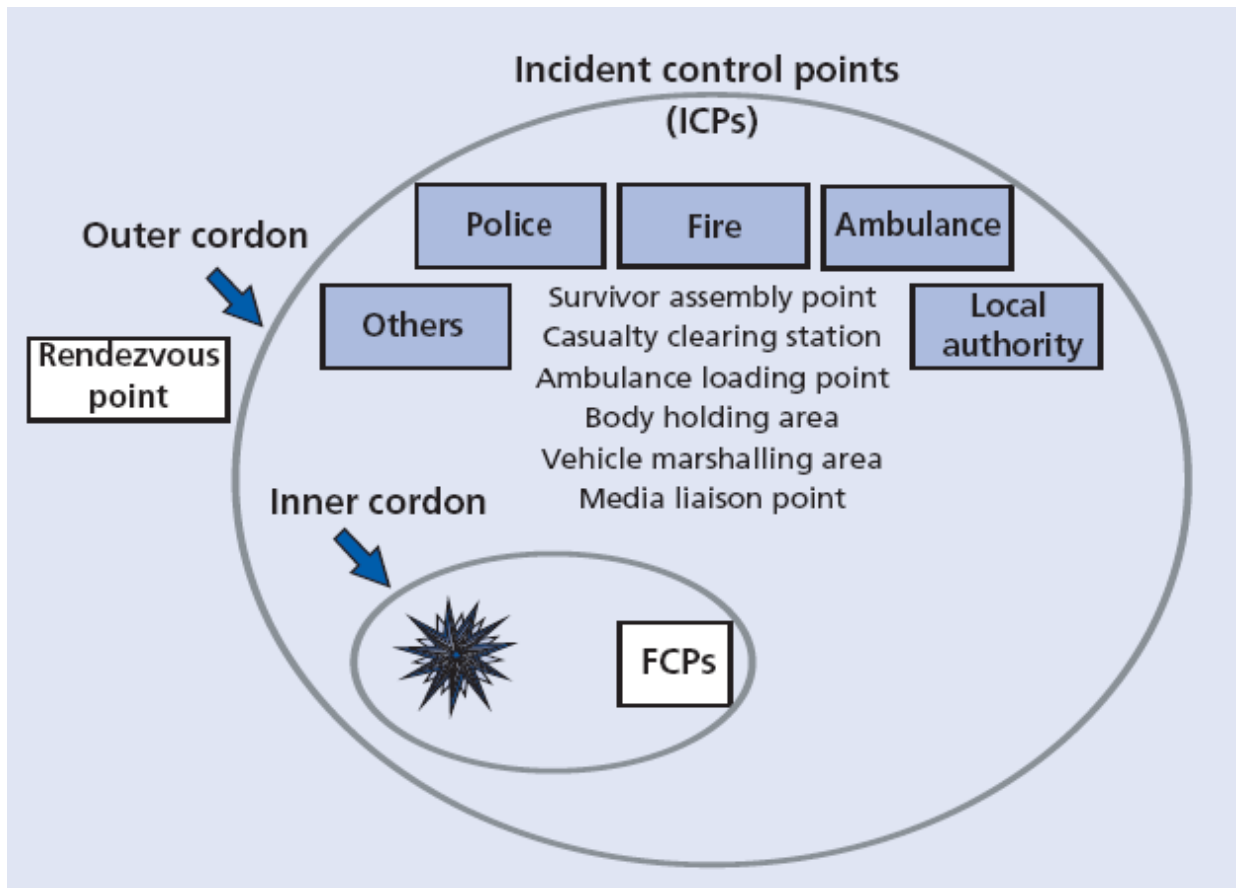 Incident control points
(ICPs)
Police
Fire
Ambulance
Outer cordon
Others
Survivor assembly point
Casualty clearing station
Ambulance loading point
Body holding area
Vehicle marshalling area
Media liaison point
Local
authority
Rendezvous
point
Inner cordon
FCPs